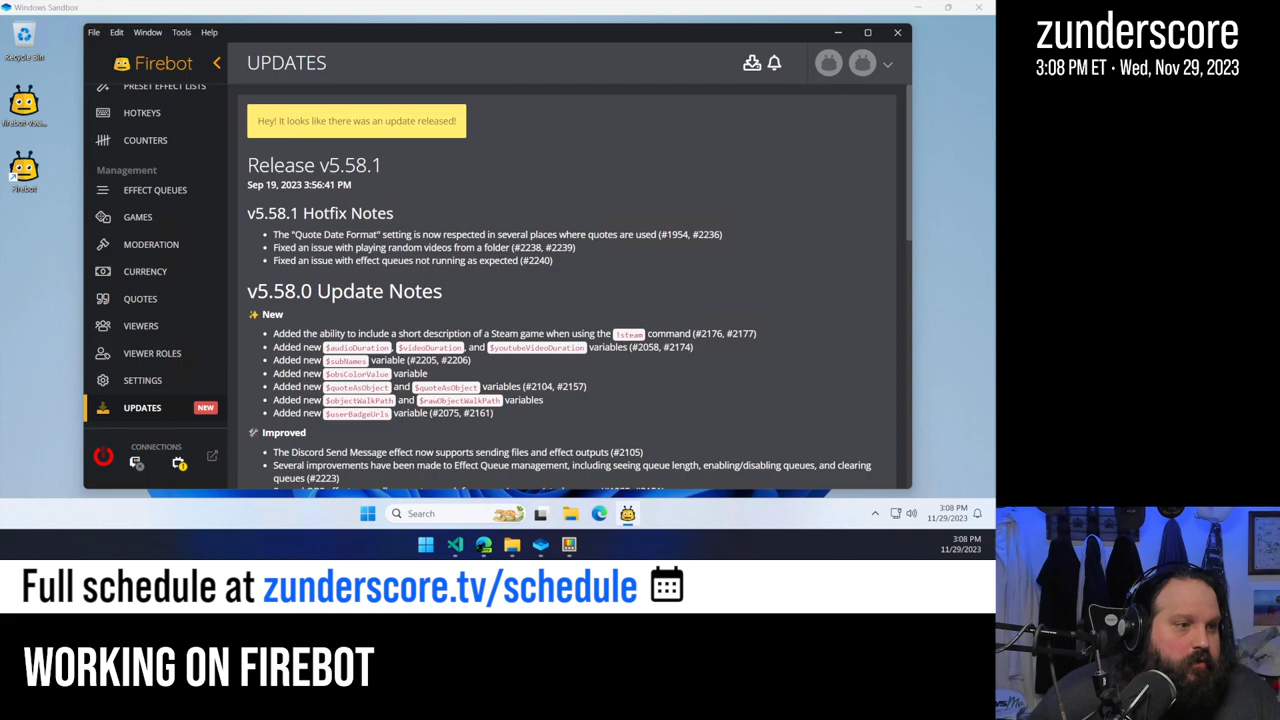 Windows Sandbox
zunderscore
3:08 PM ET • Wed, Nov 29, 2023
Recycle Bin
Firebot
File Edit Window Tools Help
Firebot
UPDATES
PRESET EFFECT LISTS
HOTKEYS
COUNTERS
Management
EFFECT QUEUES
GAMES
MODERATION
CURRENCY
QUOTES
VIEWERS
VIEWER ROLES
SETTINGS
UPDATES NEW
CONNECTIONS
Hey! It looks like there was an update released!
Release v5.58.1
Sep 19, 2023 3:56:41 PM
v5.58.1 Hotfix Notes
The "Quote Date Format" setting is now respected in several places where quotes are used (#1954, #2236)
Fixed an issue with playing random videos from a folder (#2238, #2239)
Fixed an issue with effect queues not running as expected (#2240)
v5.58.0 Update Notes
✨ New
Added the ability to include a short description of a Steam game when using the !steam command (#2176, #2177)
Added new $audioDuration, $videoDuration, and $youtubeVideoDuration variables (#2058, #2174)
Added new $subNames variable (#2205, #2206)
Added new $obsColorValue variable
Added new $quoteAsObject and $quoteAsObject variables (#2104, #2157)
Added new $objectWalkPath and $rawObjectWalkPath variables
Added new $userBadgeUrls variable (#2075, #2161)
🛠 Improved
The Discord Send Message effect now supports sending files and effect outputs (#2105)
Several improvements have been made to Effect Queue management, including seeing queue length, enabling/disabling queues, and clearing
queues (#2223)
Search
3:08 PM
11/29/2023
3:08 PM
11/29/2023
Full schedule at zunderscore.tv/schedule
WORKING ON FIREBOT